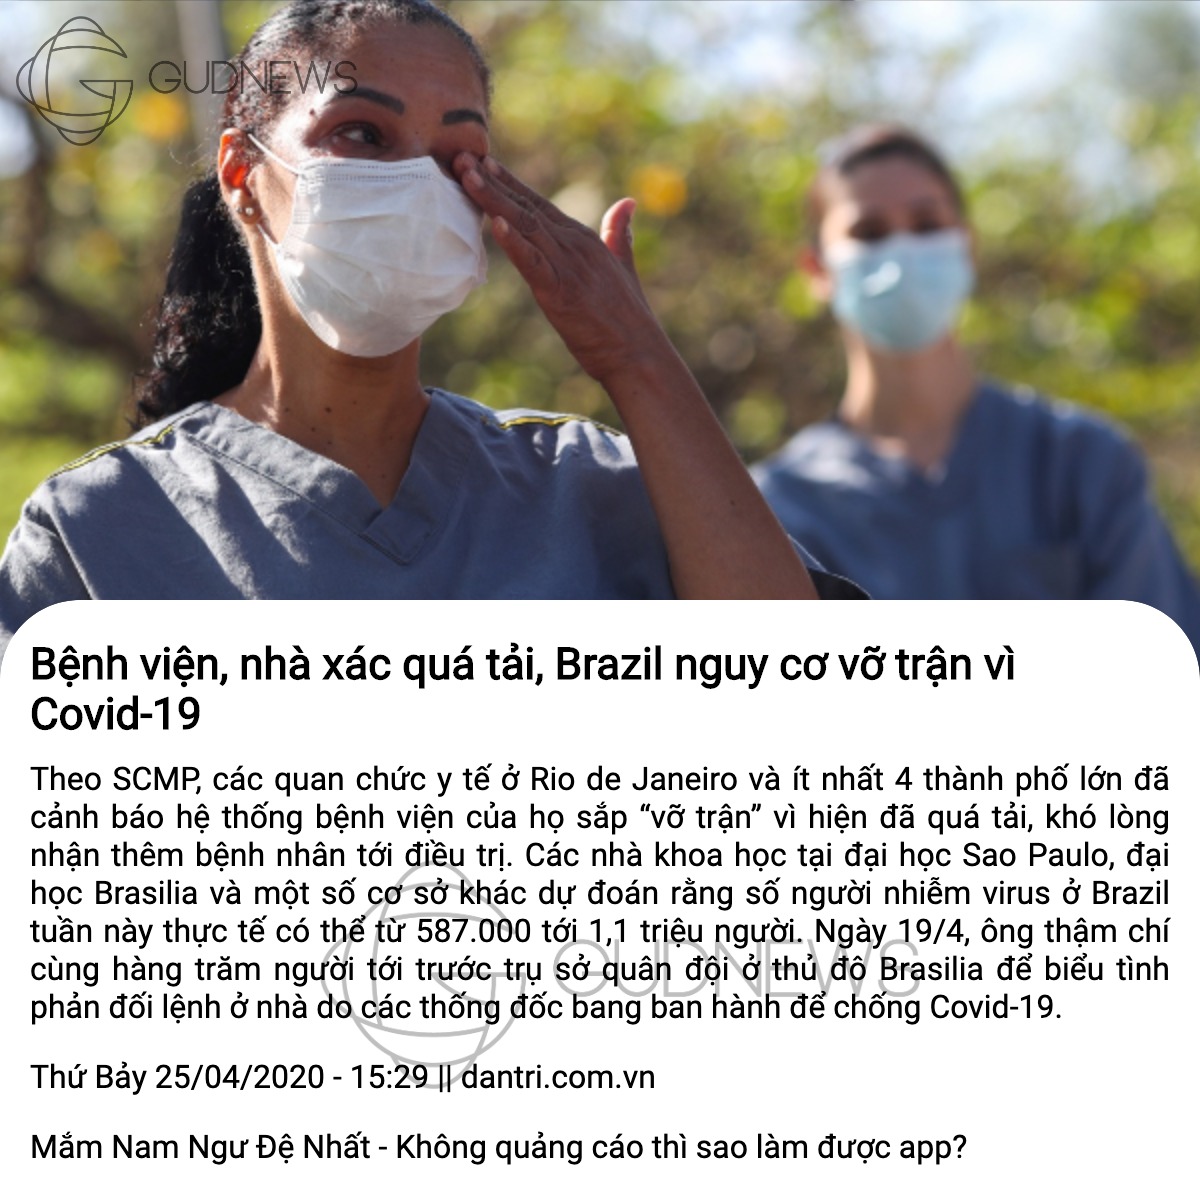 GUDNEWS
Bệnh viện, nhà xác quá tải, Brazil nguy cơ vỡ trận vì
Covid-19
Theo SCMP, các quan chức y tế ở Rio de Janeiro và ít nhất 4 thành phố lớn đã
cảnh báo hệ thống bệnh viện của họ sắp “vỡ trận” vì hiện đã quá tải, khó lòng
nhận thêm bệnh nhân tới điều trị. Các nhà khoa học tại đại học Sao Paulo, đại
học Brasilia và một số cơ sở khác dự đoán rằng số người nhiễm virus ở Brazil
tuần này thực tế có thể từ 587.000 tới 1,1 triệu người. Ngày 19/4, ông thậm chí
cùng hàng trăm người tới trước trụ sở quân đội ở thủ đô Brasilia để biểu tình
phản đối lệnh ở nhà do các thống đốc bang ban hành để chống Covid-19.
GUDNEWS
Thứ Bảy 25/04/2020 - 15:29 || dantri.com.vn
Mắm Nam Ngư Đệ Nhất - Không quảng cáo thì sao làm được app?